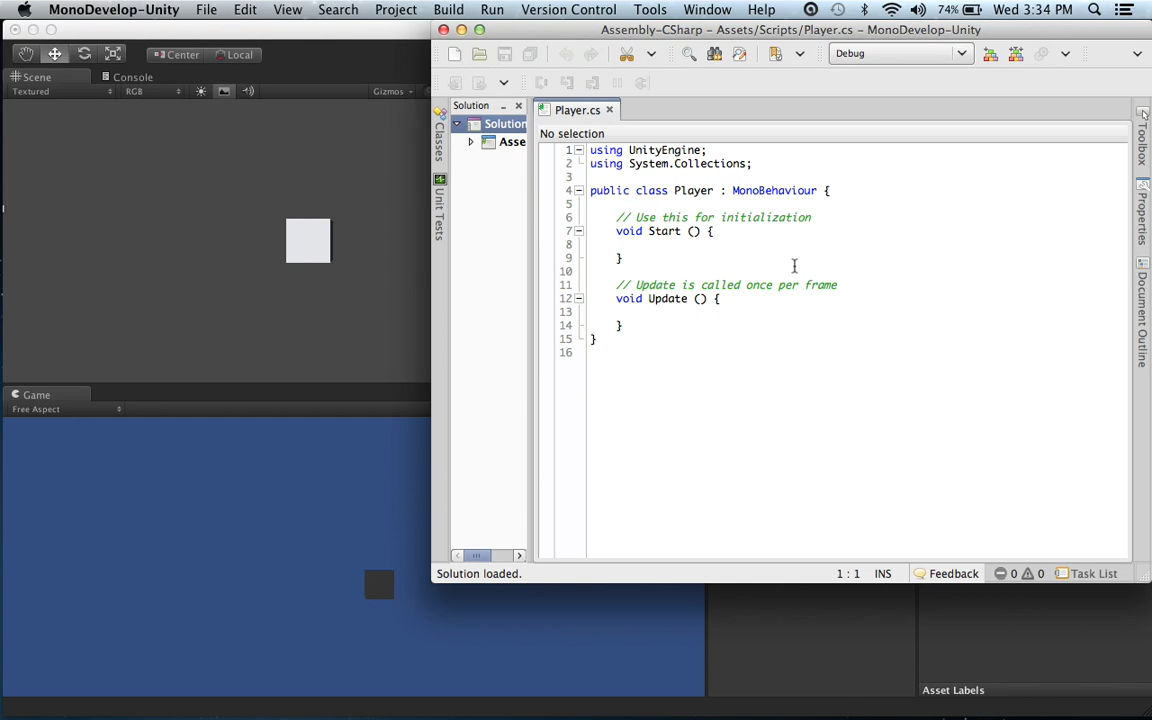 MonoDevelop-Unity File Edit View Search Project Build Run Version Control Tools Window Help 74% Wed 3:34 PM
Assembly-CSharp – Assets/Scripts/Player.cs – MonoDevelop-Unity
Center Local
Debug
Scene Console
Textured RGB Gizmos
Solution
Player.cs
Solution
Asse
No selection
Classes
Unit Tests
Toolbox
Properties
Document Outline
1 using UnityEngine;
2 using System.Collections;
3
4 public class Player : MonoBehaviour {
5
6 // Use this for initialization
7 void Start () {
8
9 }
10
11 // Update is called once per frame
12 void Update () {
13
14 }
15 }
16
Game
Free Aspect
Solution loaded. 1 : 1 INS Feedback 0 0 Task List
Asset Labels